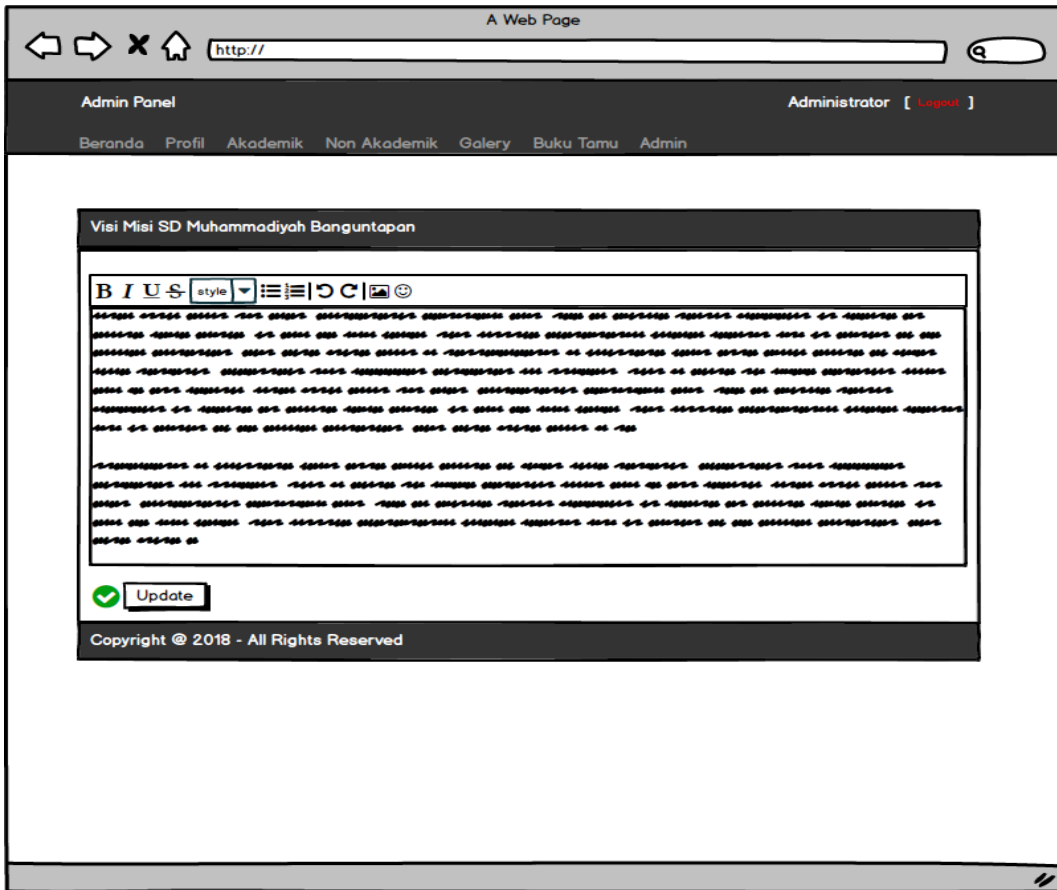 A Web Page
http://
Admin Panel Administrator [ Logout ]
Beranda Profil Akademik Non Akademik Galery Buku Tamu Admin
Visi Misi SD Muhammadiyah Banguntapan
B I U S style
Update
Copyright @ 2018 - All Rights Reserved